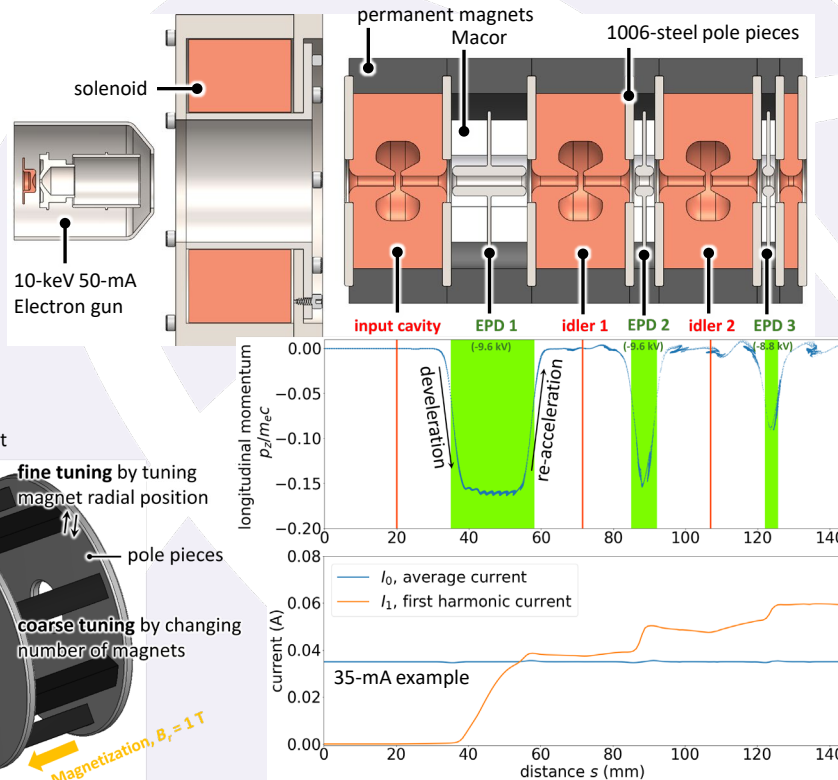 permanent magnets
Macor
1006-steel pole pieces
solenoid
10-keV 50-mA
Electron gun
input cavity
EPD 1
idler 1
EPD 2
idler 2
EPD 3
(-9.6 kV)
(-9.6 kV)
(-8.8 kV)
longitudinal momentum
p_z/m_ec
0.00
−0.05
−0.10
−0.15
−0.20
develeration
re-acceleration
0 20 40 60 80 100 120 140
t
fine tuning by tuning
magnet radial position
pole pieces
coarse tuning by changing
number of magnets
Magnetization, B_r = 1 T
current (A)
0.08
0.06
0.04
0.02
0.00
I_0, average current
I_1, first harmonic current
35-mA example
0 20 40 60 80 100 120 140
distance s (mm)